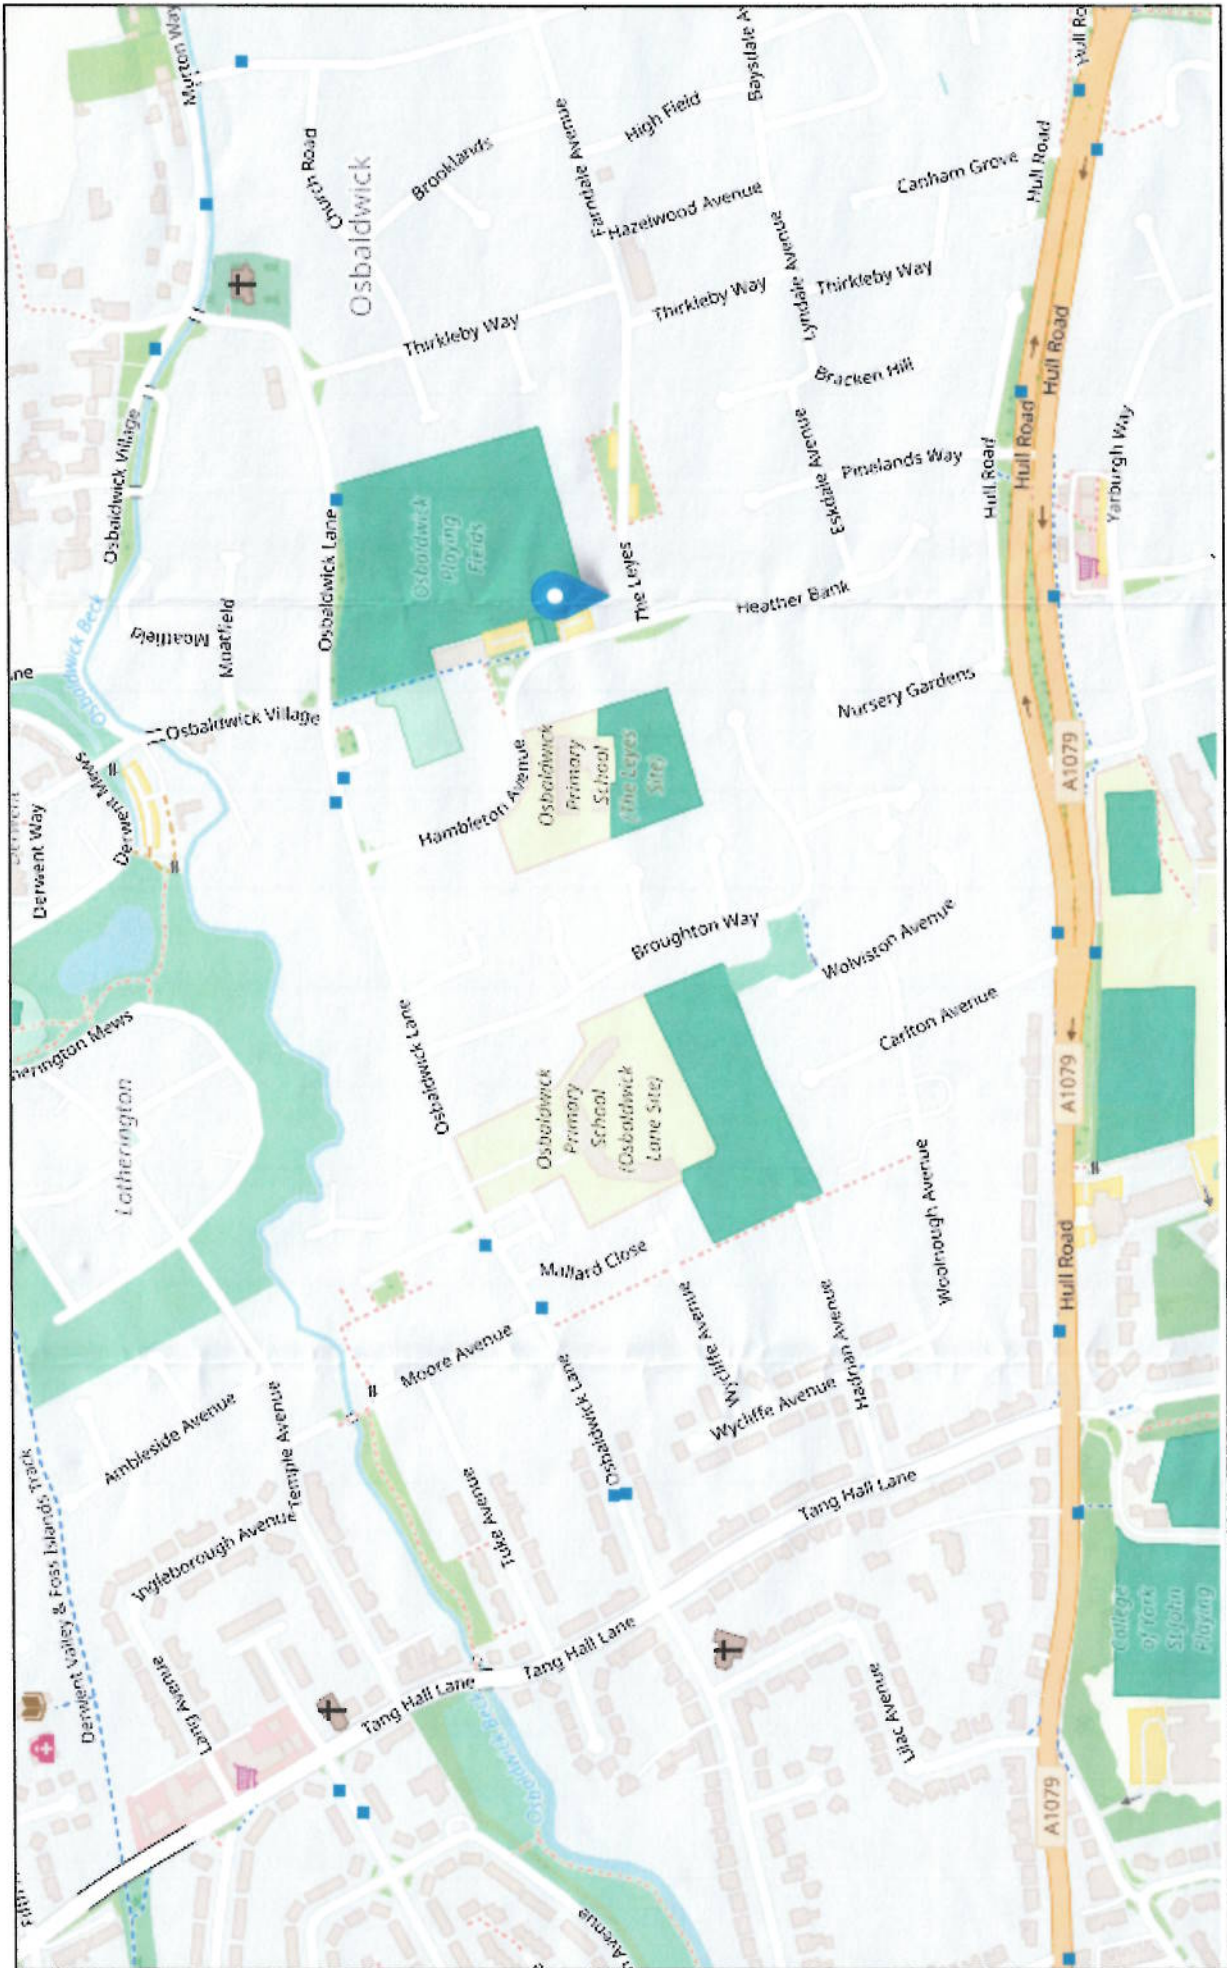 Murton Way
Hull Ro
Baysdale A
High Field
Farndale Avenue
Church Road
Brooklands
Osbaldwick
Canham Grove
Hull Road
Hazelwood Avenue
Lyndale Avenue
Thirkleby Way
Thirkleby Way
Thirkleby Way
Hull Road
Bracken Hill
Osbaldwick Village
Eskdale Avenue
Pinelands Way
Hull Road
Hull Road
Yarburgh Way
Osbaldwick
Playing
Fields
Osbaldwick Lane
The Leyes
Heather Bank
Osbaldwick Beck
Moatfield
Moatfield
ne
Osbaldwick Village
Nursery Gardens
Derwent Mews
Derwent Way
Hambleton Avenue
Osbaldwick
Primary
School
(The Leyes
Site)
A1079
Broughton Way
Wolviston Avenue
Carlton Avenue
Osbaldwick Lane
herington Mews
Lotherington
Osbaldwick
Primary
School
(Osbaldwick
Lane Site)
A1079
Woolnough Avenue
Hull Road
Mallard Close
Moore Avenue
Wycliffe Avenue
Hadrian Avenue
Wycliffe Avenue
Osbaldwick Lane
Ambleside Avenue
Temple Avenue
Tuke Avenue
Tang Hall Lane
Ingleborough Avenue
Derwent Valley & Foss Islands Track
Tang Hall Lane
Tang Hall Lane
Laing Avenue
Lilac Avenue
Osbaldwick Beck
College
of York
St John
Playing
A1079
Avenue